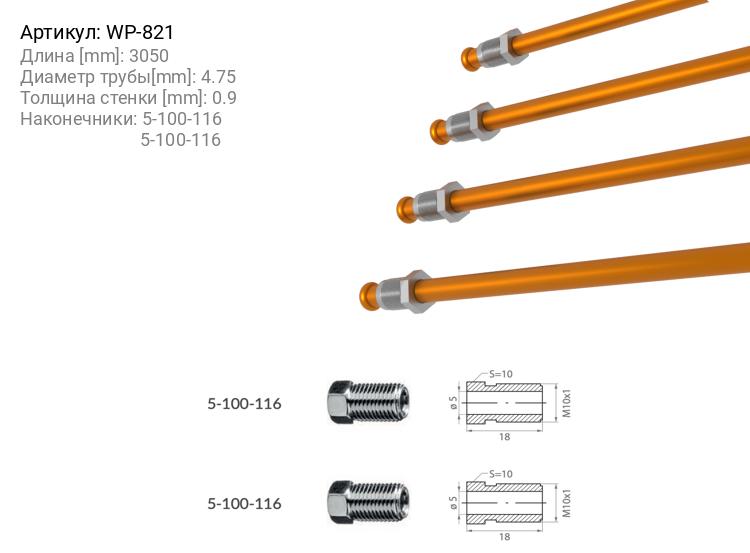 Артикул: WP-821
Длина [mm]: 3050
Диаметр трубы[mm]: 4.75
Толщина стенки [mm]: 0.9
Наконечники: 5-100-116
5-100-116
5-100-116
S=10
ø 5
M10x1
18
5-100-116
S=10
ø 5
M10x1
18